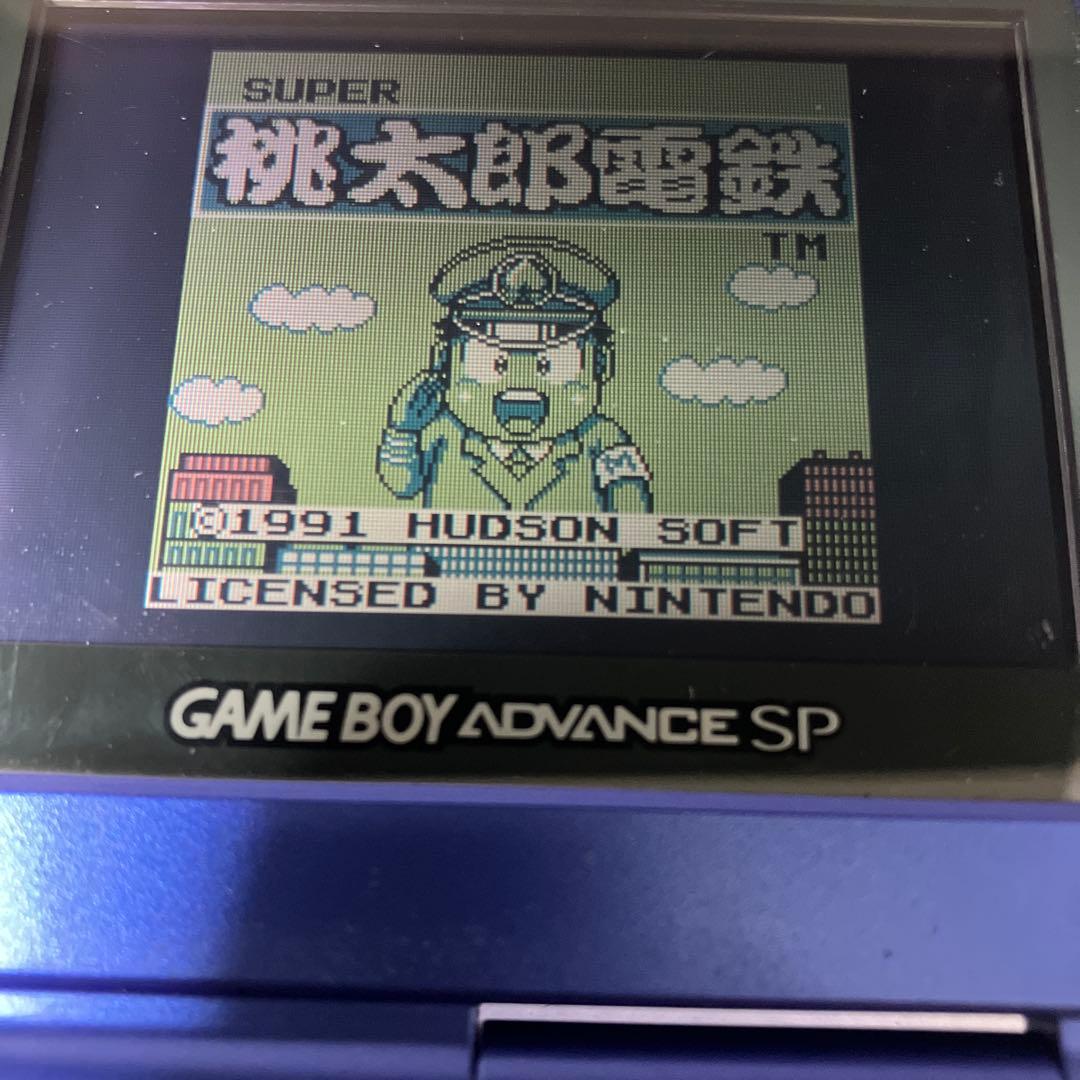 SUPER
桃太郎電鉄
TM
©1991 HUDSON SOFT
LICENSED BY NINTENDO
GAME BOY ADVANCE SP